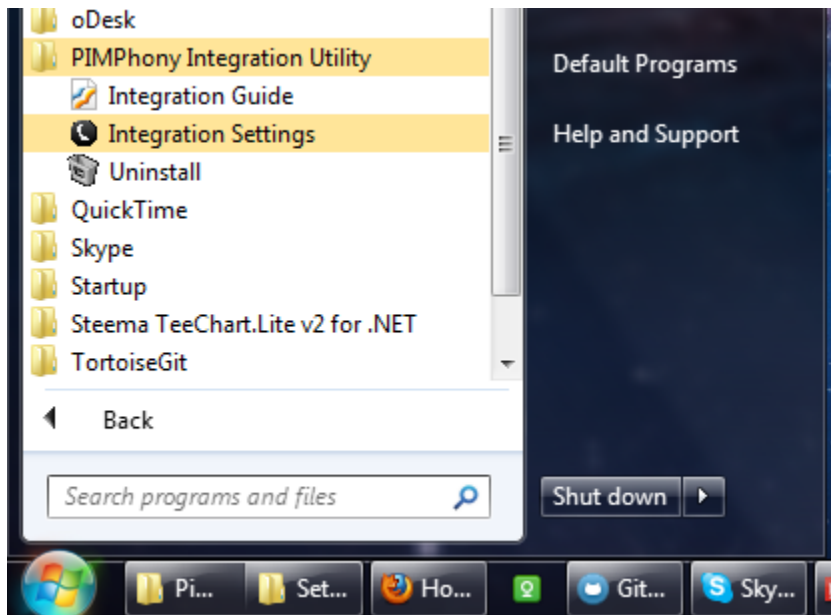 oDesk
PIMPhony Integration Utility
Integration Guide
Integration Settings
Uninstall
QuickTime
Skype
Startup
Steema TeeChart.Lite v2 for .NET
TortoiseGit
Back
Search programs and files
Default Programs
Help and Support
Shut down
Pi...
Set...
Ho...
Git...
Sky...